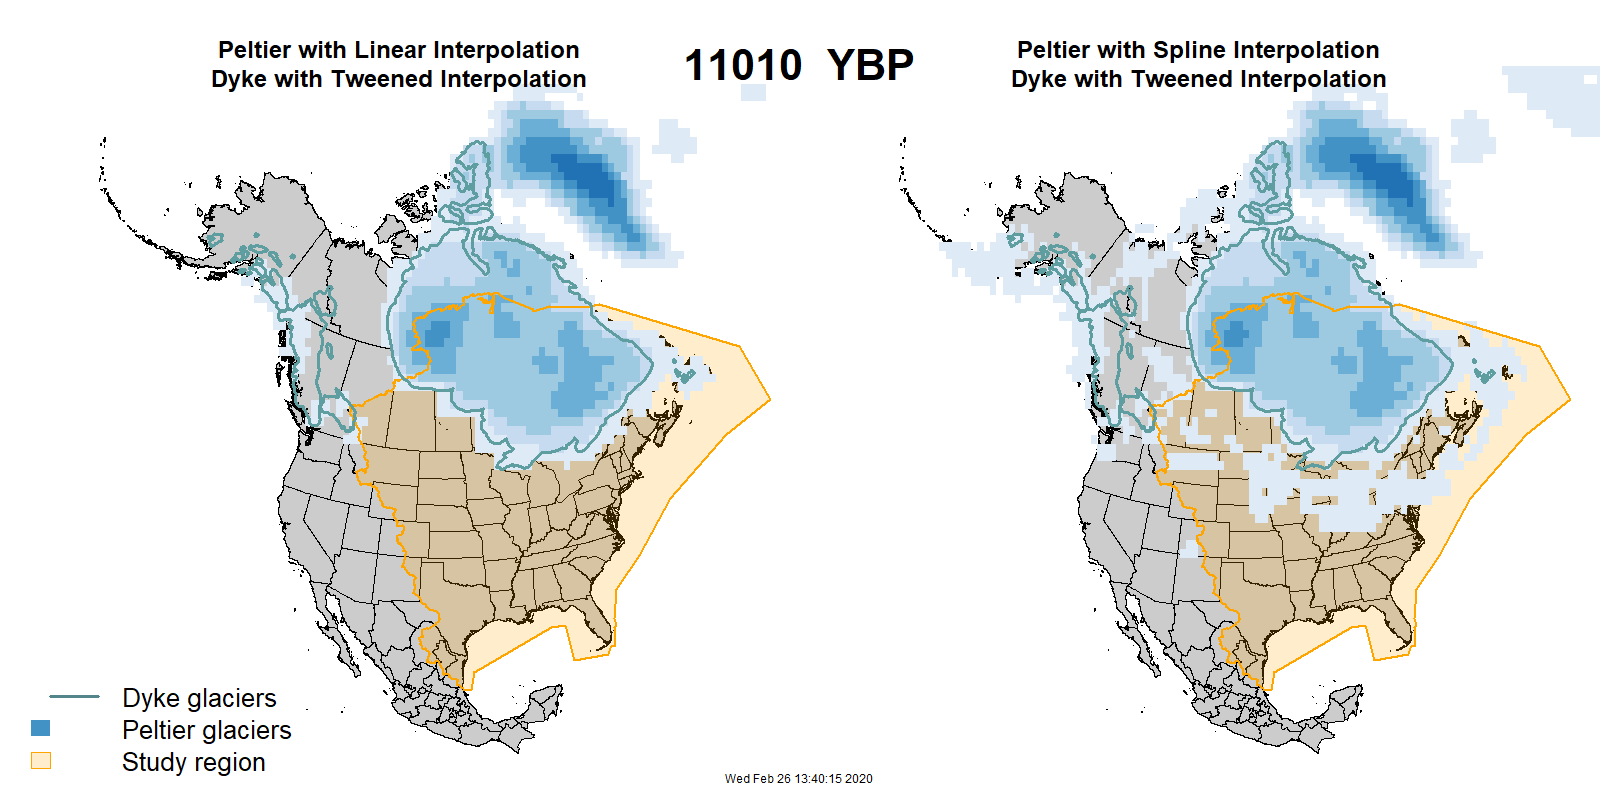 Peltier with Linear Interpolation
Dyke with Tweened Interpolation
11010 YBP
Peltier with Spline Interpolation
Dyke with Tweened Interpolation
Dyke glaciers
Peltier glaciers
Study region
Wed Feb 26 13:40:15 2020